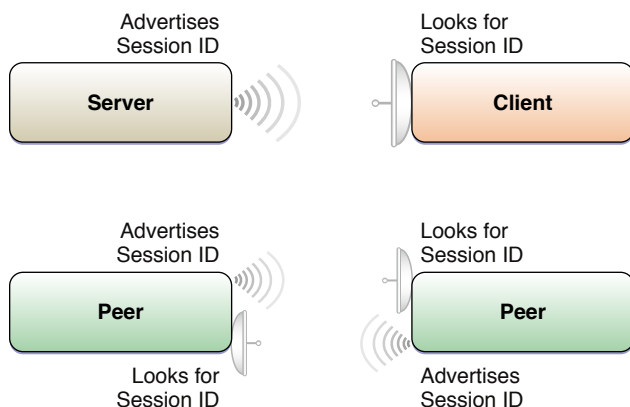 Advertises
Session ID
Server
Looks for
Session ID
Client
Advertises
Session ID
Peer
Looks for
Session ID
Looks for
Session ID
Peer
Advertises
Session ID